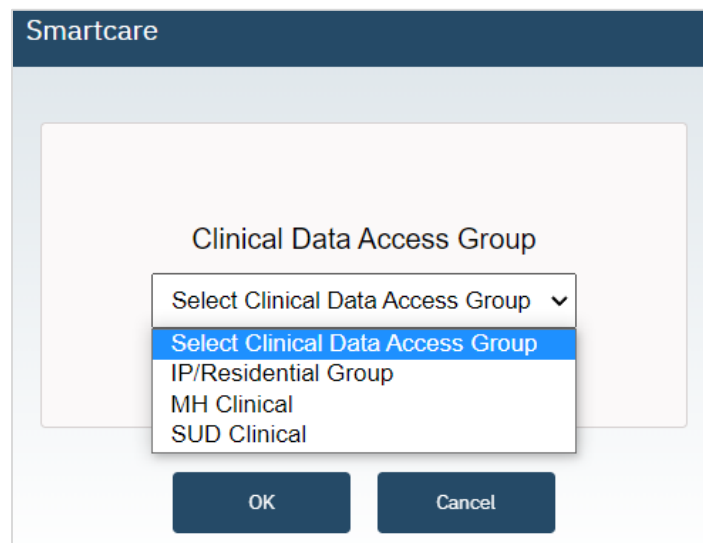 Smartcare
Clinical Data Access Group
Select Clinical Data Access Group
Select Clinical Data Access Group
IP/Residential Group
MH Clinical
SUD Clinical
OK Cancel